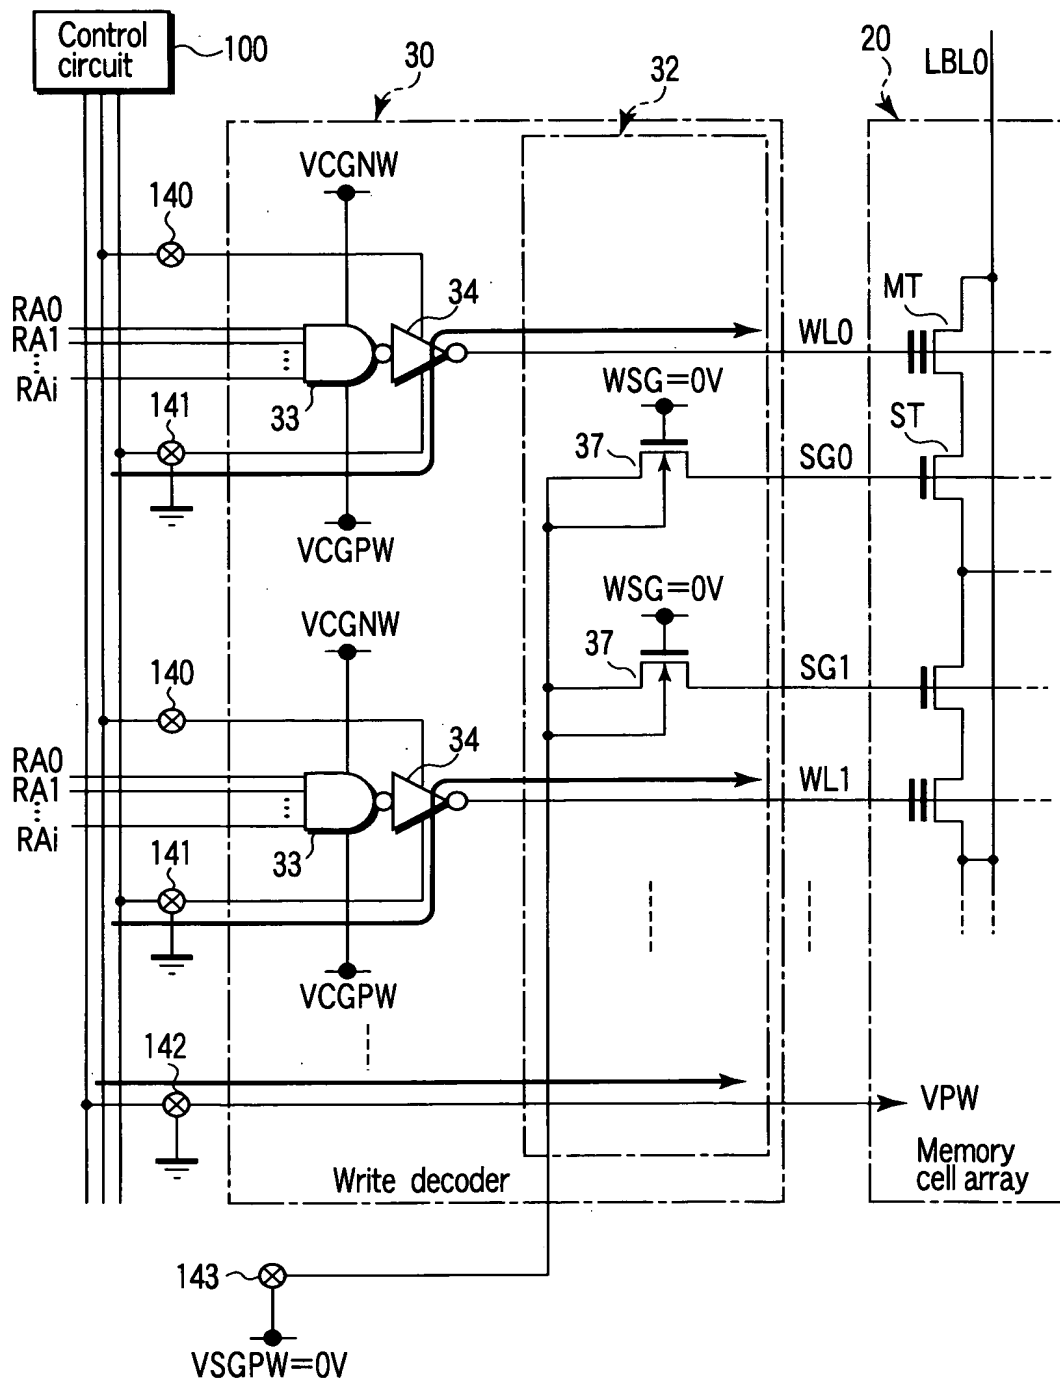 Control
circuit
100
30
32
20
LBL0
VCGNW
140
34
MT
RA0
RA1
RAi
WL0
33
WSG=0V
ST
141
37
SG0
VCGPW
WSG=0V
VCGNW
37
SG1
140
34
RA0
RA1
RAi
WL1
33
141
VCGPW
142
VPW
Write decoder
Memory
cell array
143
VSGPW=0V